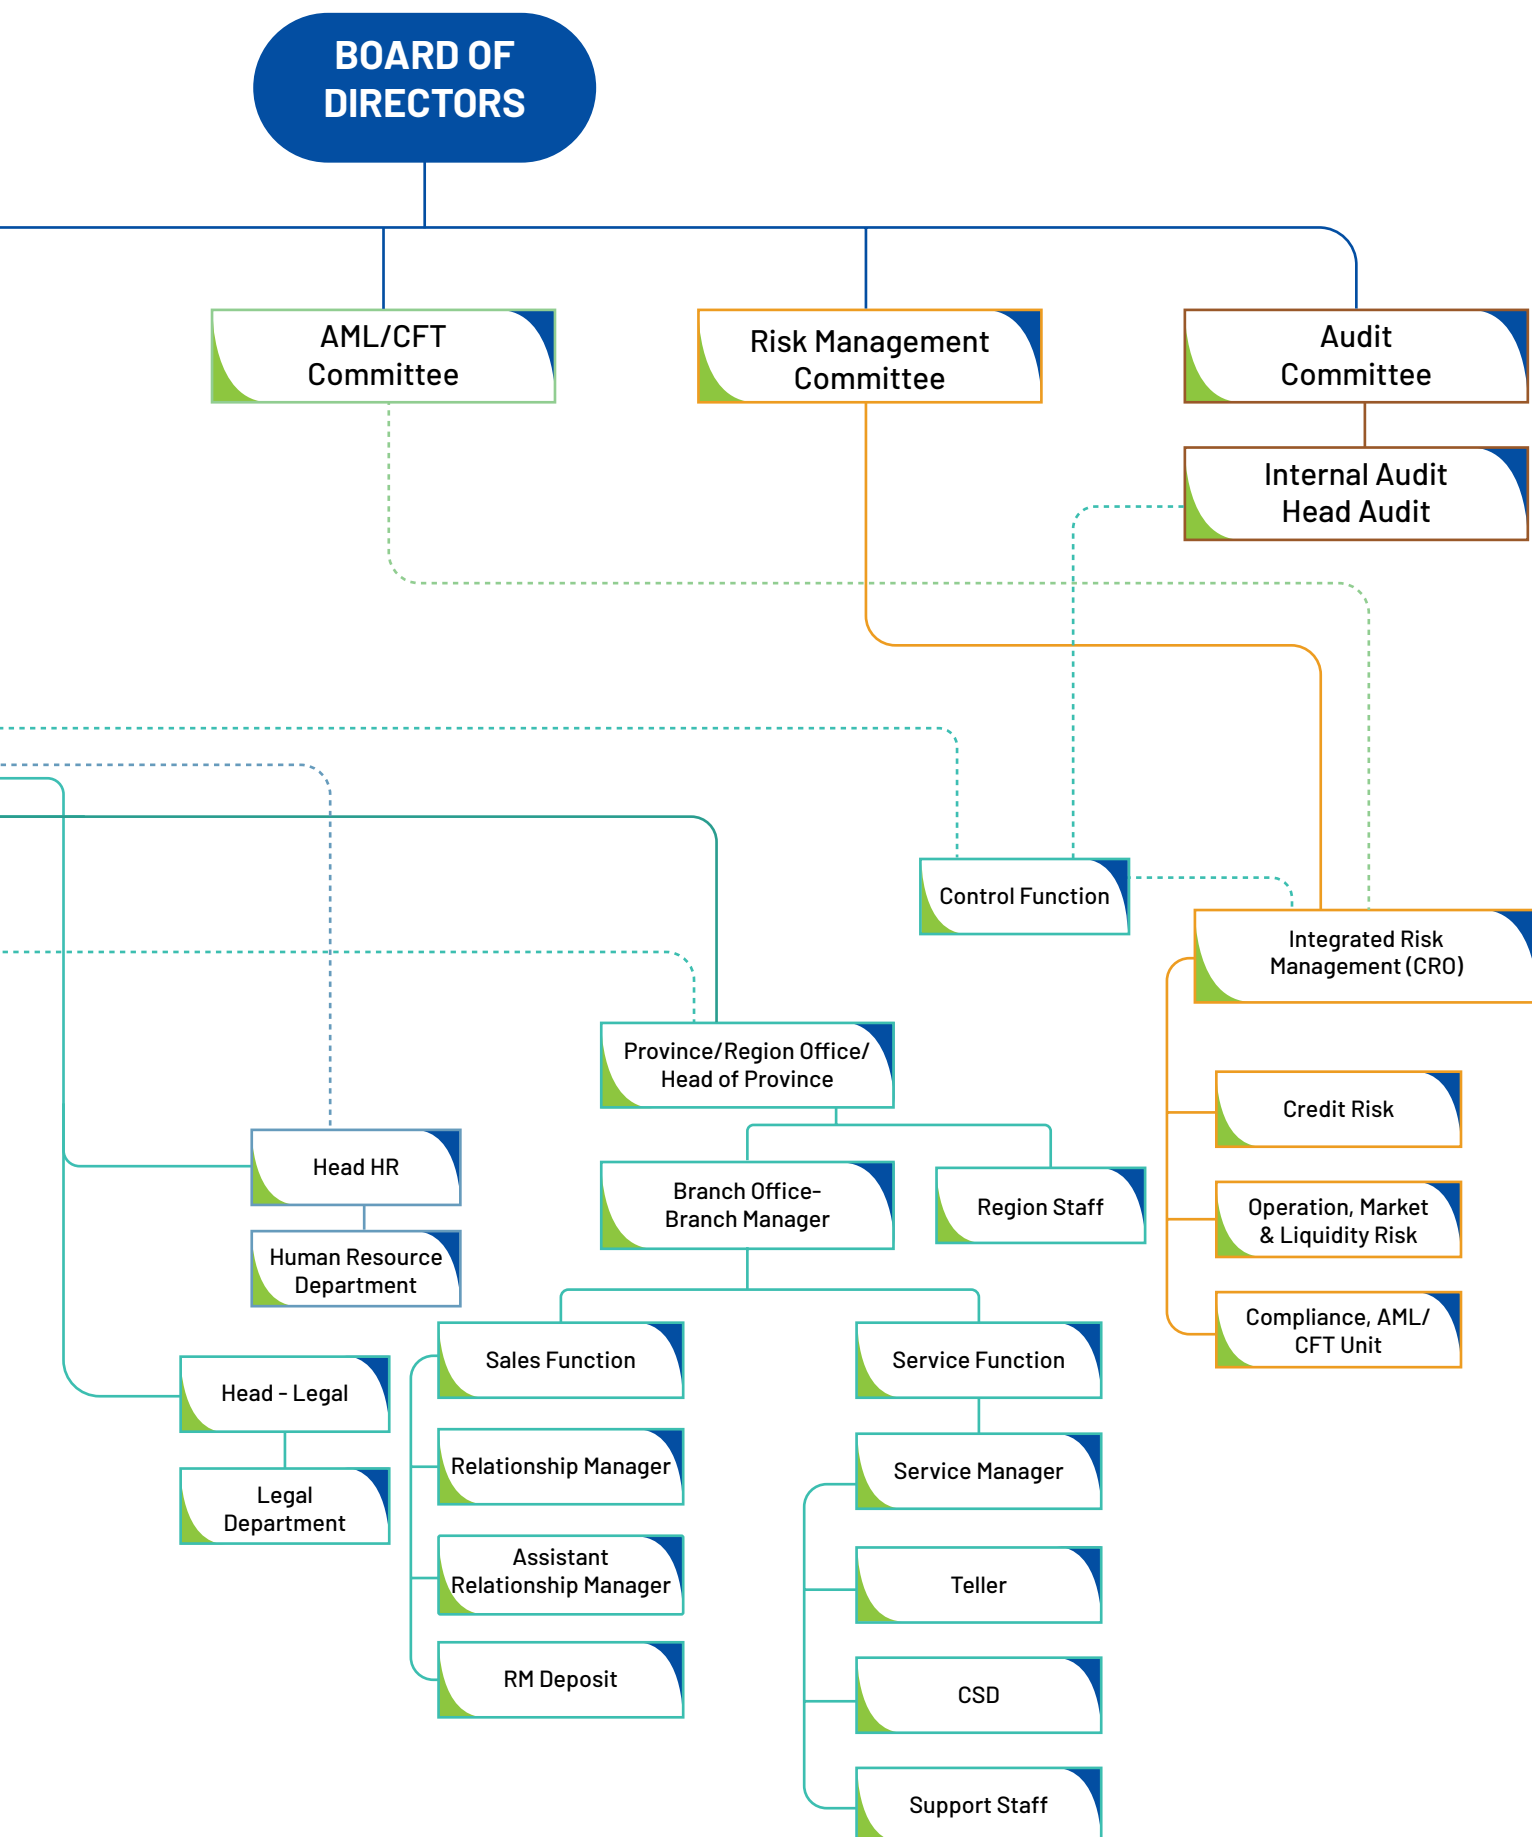 BOARD OF
DIRECTORS
AML/CFT
Committee
Risk Management
Committee
Audit
Committee
Internal Audit
Head Audit
Control Function
Integrated Risk
Management (CRO)
Province/Region Office/
Head of Province
Credit Risk
Head HR
Branch Office-
Branch Manager
Region Staff
Operation, Market
& Liquidity Risk
Human Resource
Department
Compliance, AML/
CFT Unit
Sales Function
Service Function
Head - Legal
Relationship Manager
Service Manager
Legal
Department
Assistant
Relationship Manager
Teller
RM Deposit
CSD
Support Staff